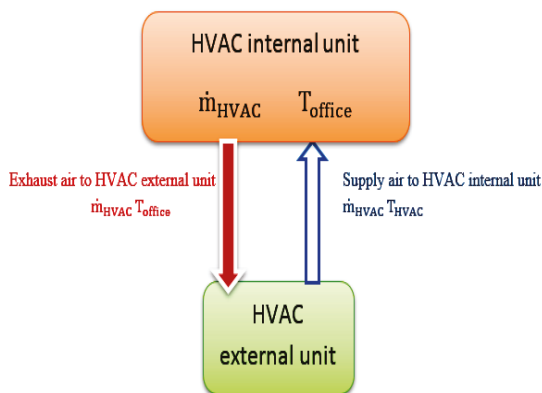 HVAC internal unit
ṁHVAC Toffice
Exhaust air to HVAC external unit
ṁHVAC Toffice
Supply air to HVAC internal unit
ṁHVAC THVAC
HVAC
external unit